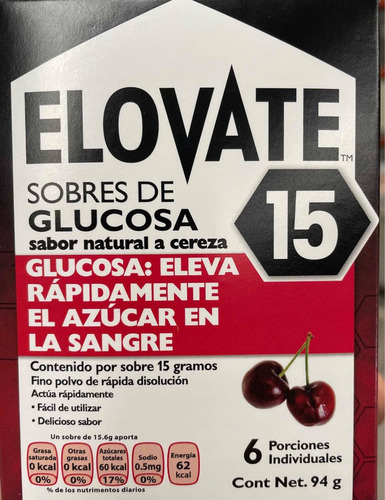 ELOVATE™
15
SOBRES DE
GLUCOSA
sabor natural a cereza
GLUCOSA: ELEVA
RÁPIDAMENTE
EL AZÚCAR EN
LA SANGRE
Contenido por sobre 15 gramos
Fino polvo de rápida disolución
Actúa rápidamente
• Fácil de utilizar
• Delicioso sabor
Un sobre de 15.6g aporta
Grasa saturada 0 kcal 0%
Otras grasas 0 kcal 0%
Azúcares totales 60 kcal 17%
Sodio 0.5mg 0%
Energía 62 kcal
% de los nutrimentos diarios
6 Porciones Individuales
Cont Net. 94 g